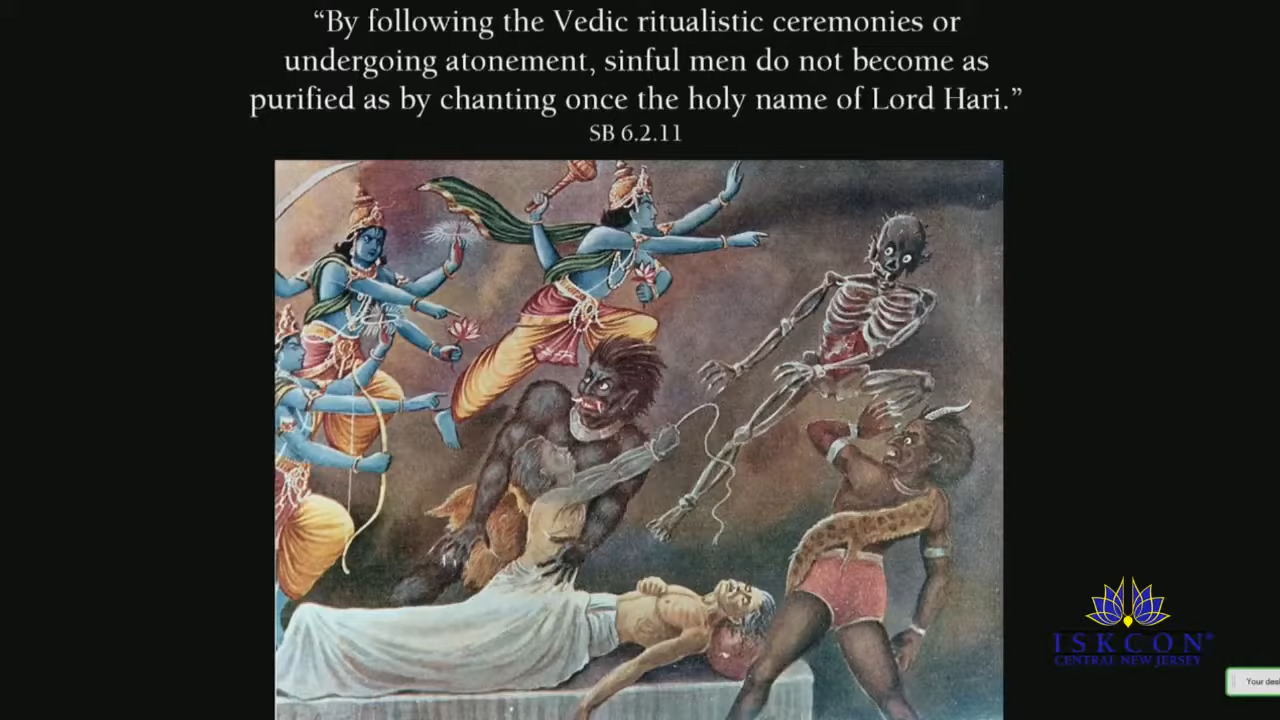 “By following the Vedic ritualistic ceremonies or
undergoing atonement, sinful men do not become as
purified as by chanting once the holy name of Lord Hari.”
SB 6.2.11
ISKCON®
CENTRAL NEW JERSEY
Your